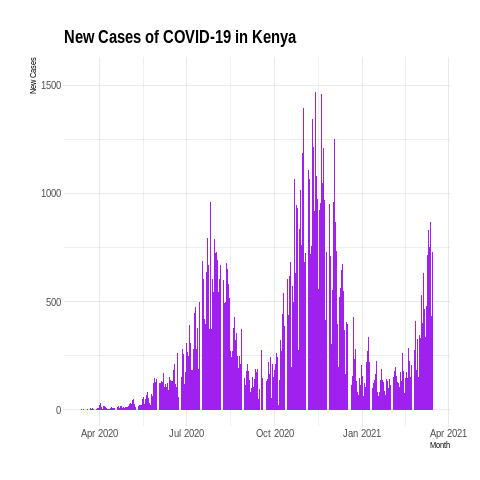 New Cases of COVID-19 in Kenya
New Cases
1500
1000
500
0
Apr 2020 Jul 2020 Oct 2020 Jan 2021 Apr 2021
Month